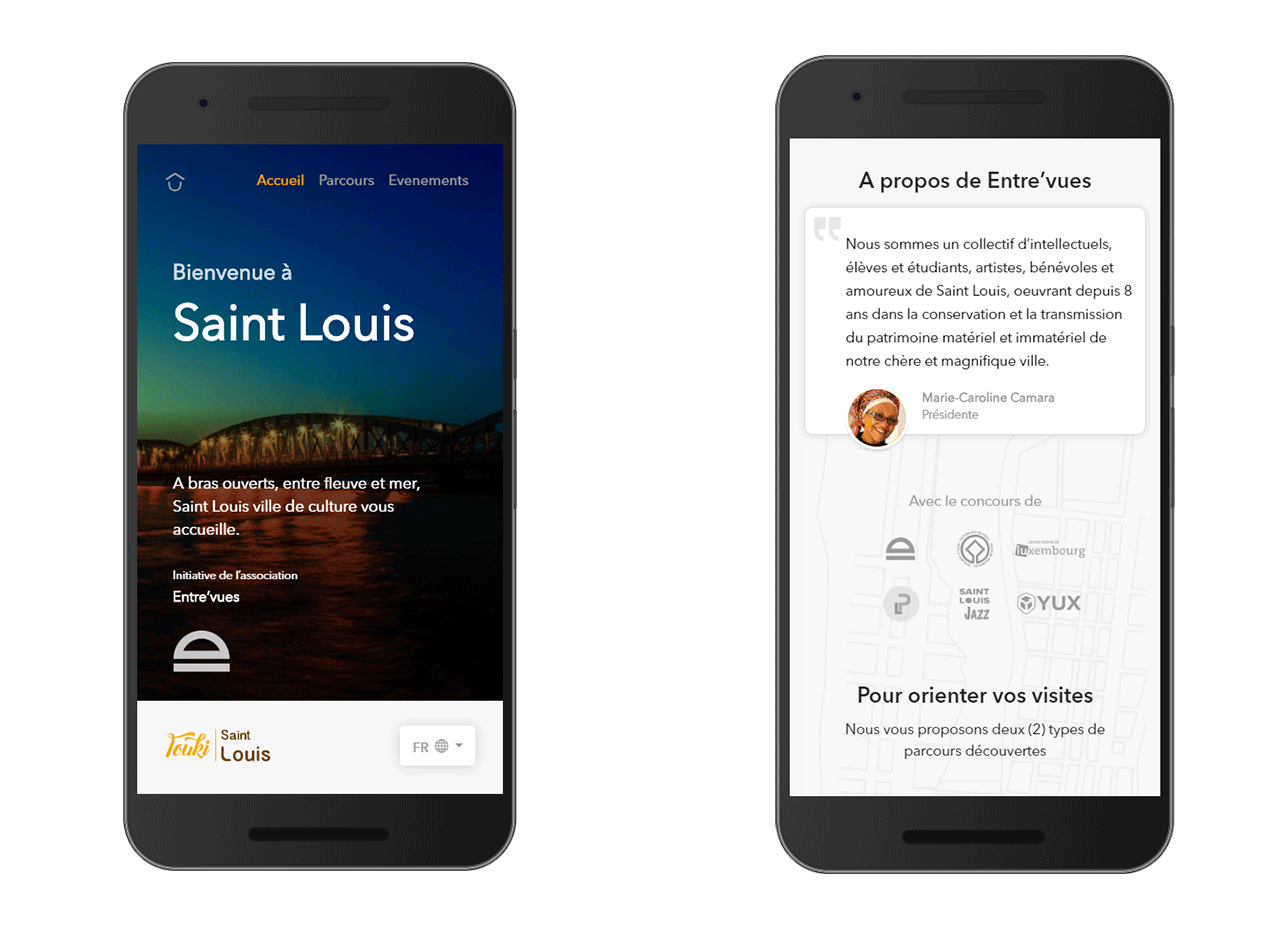 Accueil Parcours Evenements
Bienvenue à
Saint Louis
A bras ouverts, entre fleuve et mer,
Saint Louis ville de culture vous
accueille.
Initiative de l'association
Entre'vues
Touki
Saint
Louis
FR
A propos de Entre'vues
Nous sommes un collectif d'intellectuels,
élèves et étudiants, artistes, bénévoles et
amoureux de Saint Louis, oeuvrant depuis 8
ans dans la conservation et la transmission
du patrimoine matériel et immatériel de
notre chère et magnifique ville.
Marie-Caroline Camara
Présidente
Avec le concours de
luxembourg
SAINT
LOUIS
JAZZ
YUX
Pour orienter vos visites
Nous vous proposons deux (2) types de
parcours découvertes